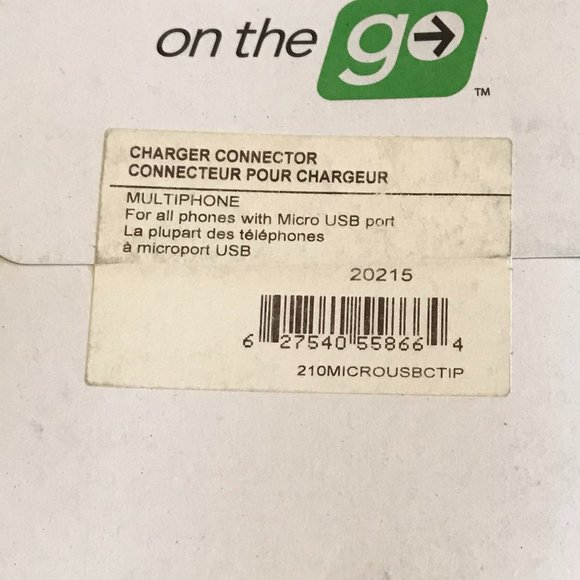 on the go
TM
CHARGER CONNECTOR
CONNECTEUR POUR CHARGEUR
MULTIPHONE
For all phones with Micro USB port
La plupart des téléphones
à microport USB
20215
6 27540 55866 4
210MICROUSBCTIP